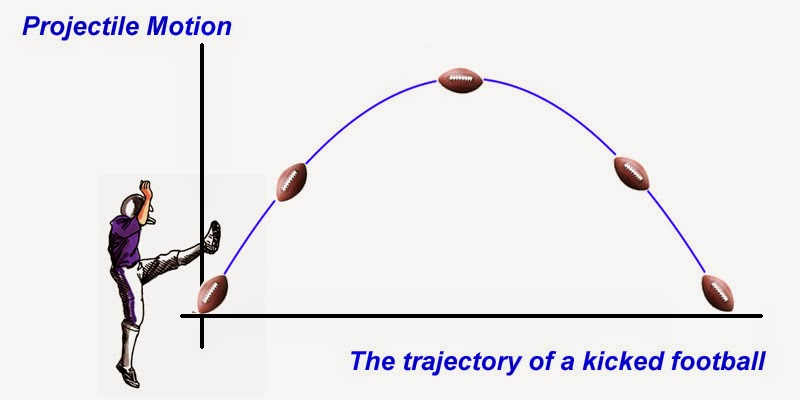 Projectile Motion
The trajectory of a kicked football